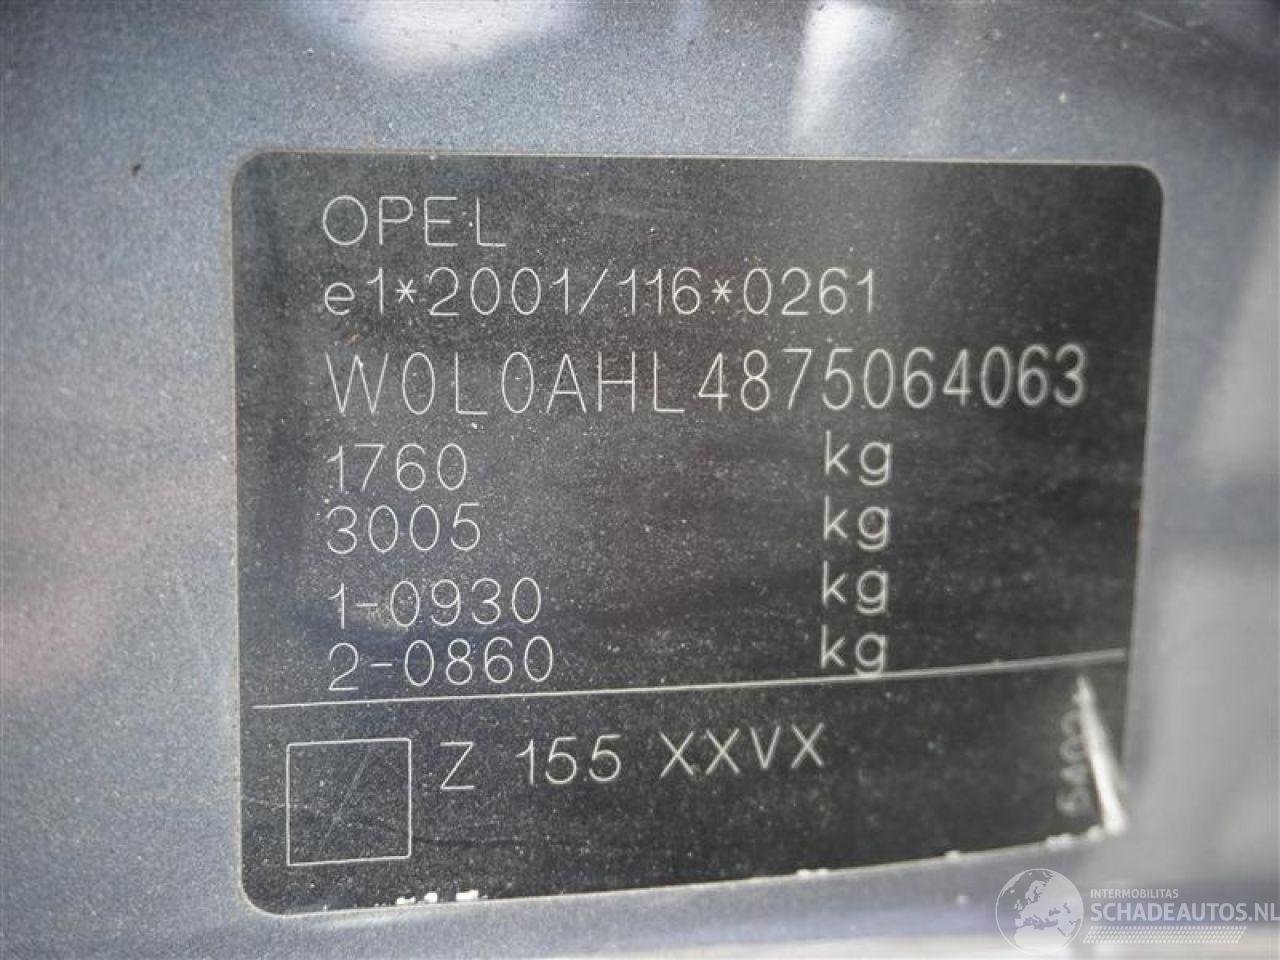 OPEL
e1*2001/116*0261
W0L0AHL4875064063
1760 kg
3005 kg
1-0930 kg
2-0860 kg
Z 155 XXVX
INTERMOBILITAS
SCHADEAUTOS.NL